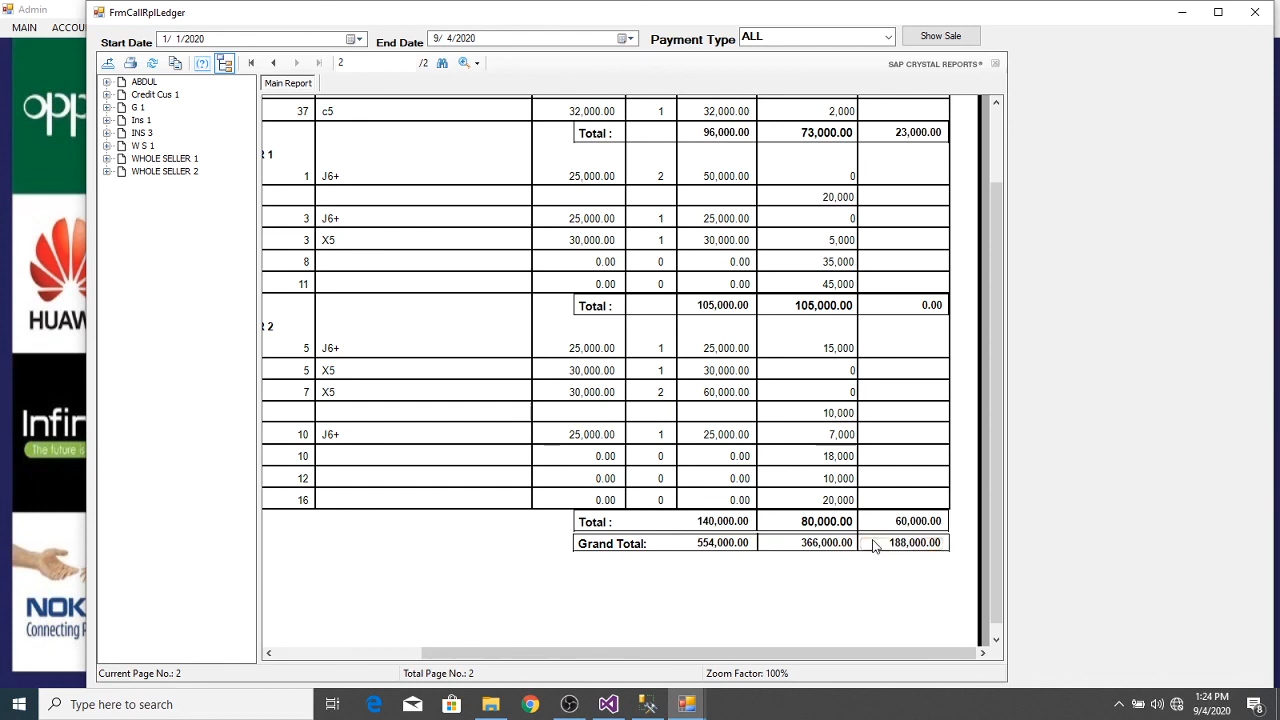 Admin
FrmCallRplLedger
MAIN ACCOU
Start Date 1/ 1/2020 End Date 9/ 4/2020 Payment Type ALL Show Sale
2 /2 SAP CRYSTAL REPORTS®
Main Report
ABDUL
Credit Cus 1
G 1
Ins 1
INS 3
W S 1
WHOLE SELLER 1
WHOLE SELLER 2
37 c5 32,000.00 1 32,000.00 2,000
Total : 96,000.00 73,000.00 23,000.00
R 1
1 J6+ 25,000.00 2 50,000.00 0
20,000
3 J6+ 25,000.00 1 25,000.00 0
3 X5 30,000.00 1 30,000.00 5,000
8 0.00 0 0.00 35,000
11 0.00 0 0.00 45,000
Total : 105,000.00 105,000.00 0.00
R 2
5 J6+ 25,000.00 1 25,000.00 15,000
5 X5 30,000.00 1 30,000.00 0
7 X5 30,000.00 2 60,000.00 0
10,000
10 J6+ 25,000.00 1 25,000.00 7,000
10 0.00 0 0.00 18,000
12 0.00 0 0.00 10,000
16 0.00 0 0.00 20,000
Total : 140,000.00 80,000.00 60,000.00
Grand Total: 554,000.00 366,000.00 188,000.00
Current Page No.: 2 Total Page No.: 2 Zoom Factor: 100%
opp
HUAW
Infin
The future is
NOK
Connecting P
Type here to search
1:24 PM
9/4/2020
8